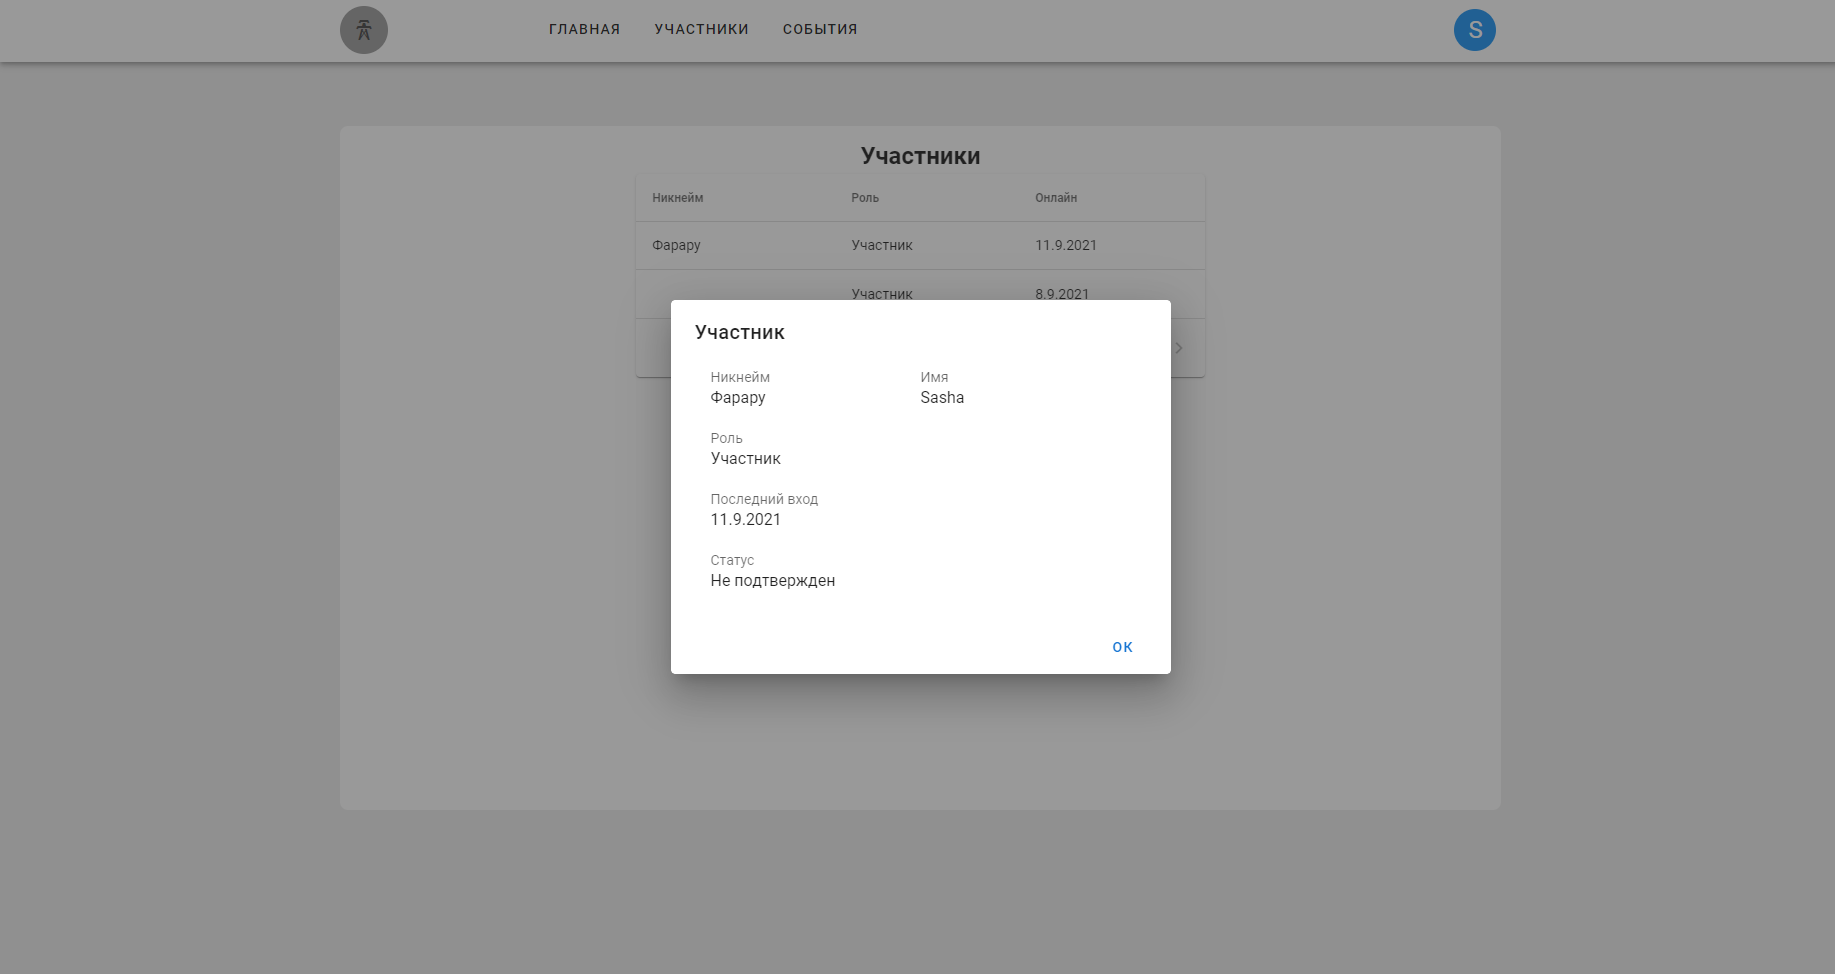 ГЛАВНАЯ УЧАСТНИКИ СОБЫТИЯ S
Участники
Никнейм Роль Онлайн
Фарару Участник 11.9.2021
Участник 8.9.2021
Участник
Никнейм Имя
Фарару Sasha
Роль
Участник
Последний вход
11.9.2021
Статус
Не подтвержден
ОК